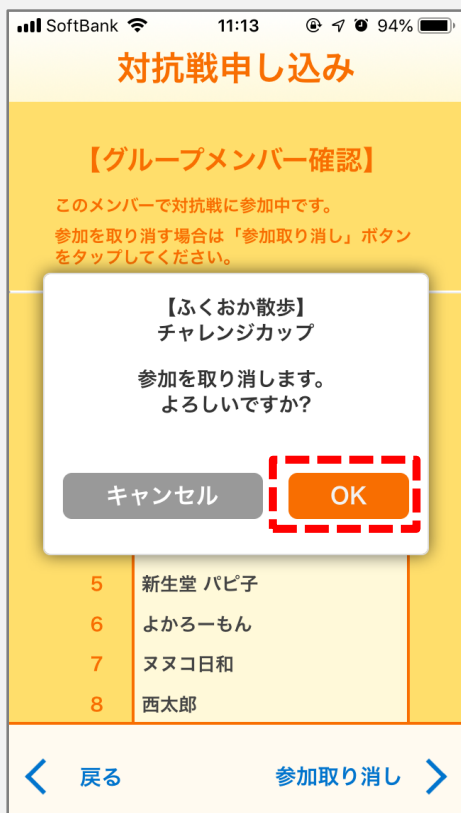 SoftBank 11:13 94%
対抗戦申し込み
【グループメンバー確認】
このメンバーで対抗戦に参加中です。
参加を取り消す場合は「参加取り消し」ボタン
をタップしてください。
【ふくおか散歩】
チャレンジカップ
参加を取り消します。
よろしいですか?
キャンセル OK
5 新生堂 パピ子
6 よかろーもん
7 ヌヌコ日和
8 西太郎
戻る 参加取り消し